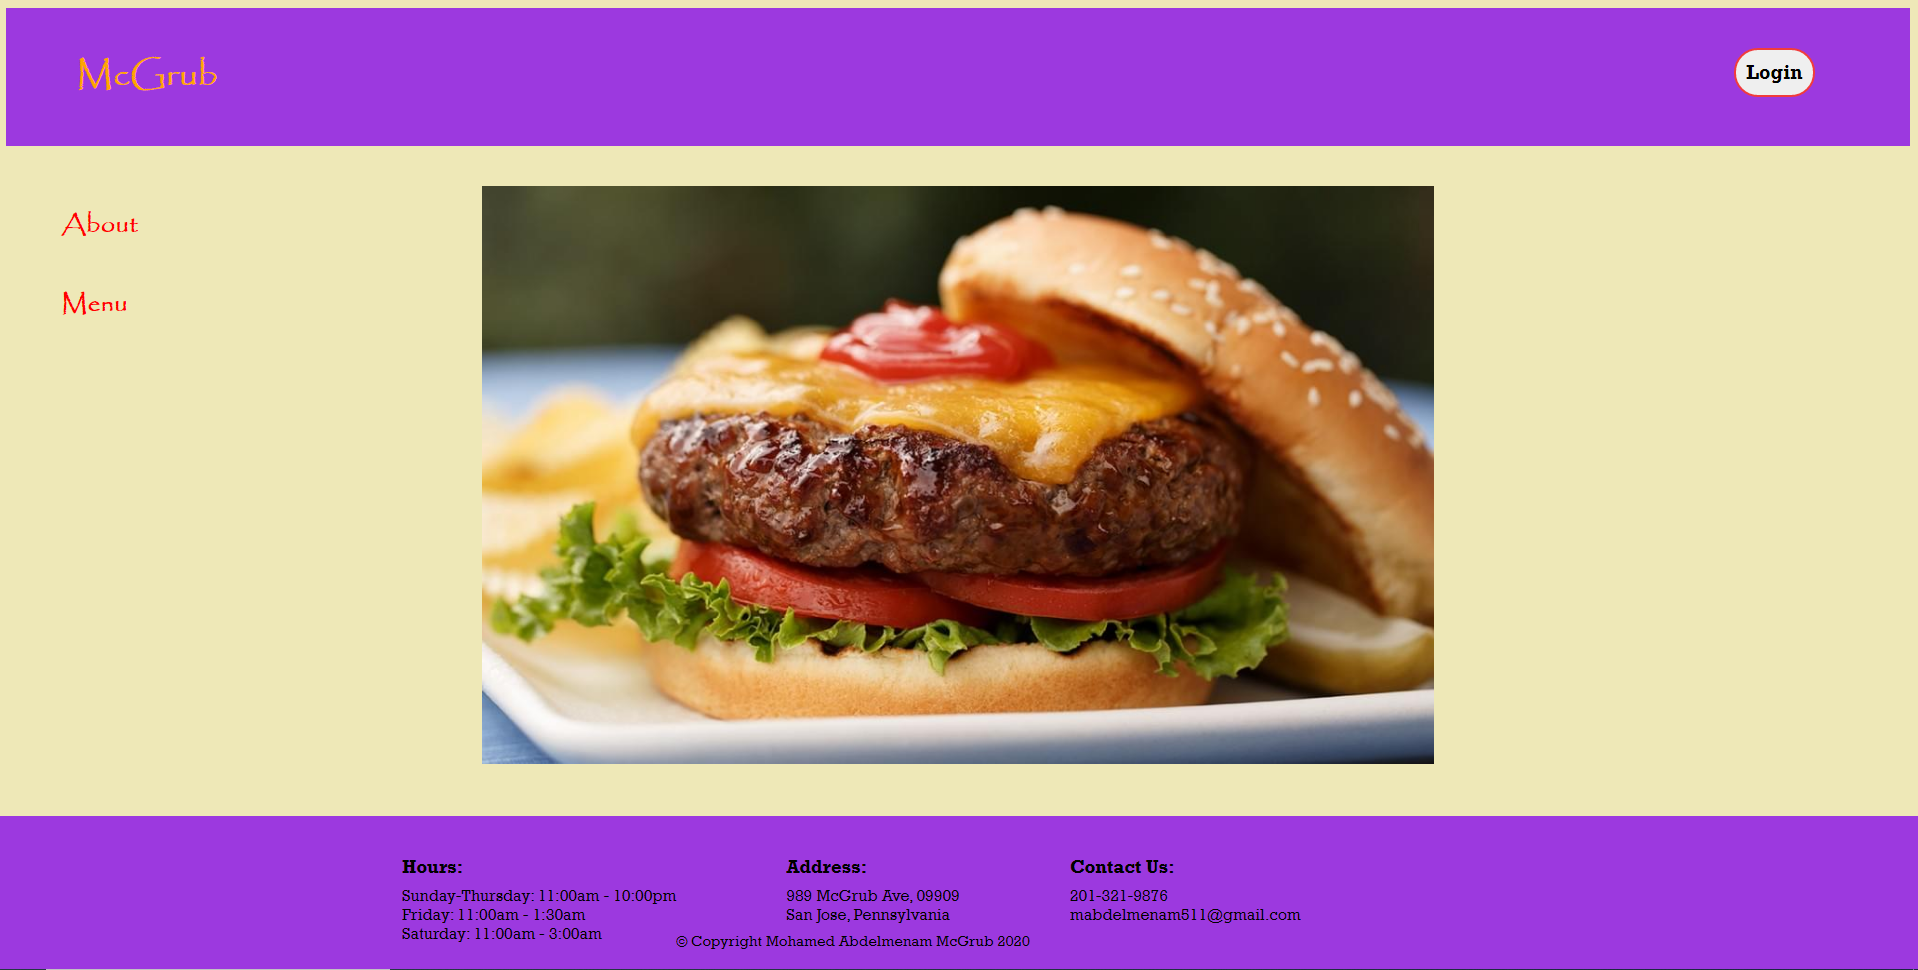 McGrub
Login
About
Menu
Hours:
Sunday-Thursday: 11:00am - 10:00pm
Friday: 11:00am - 1:30am
Saturday: 11:00am - 3:00am
Address:
989 McGrub Ave, 09909
San Jose, Pennsylvania
Contact Us:
201-321-9876
mabdelmenam511@gmail.com
© Copyright Mohamed Abdelmenam McGrub 2020